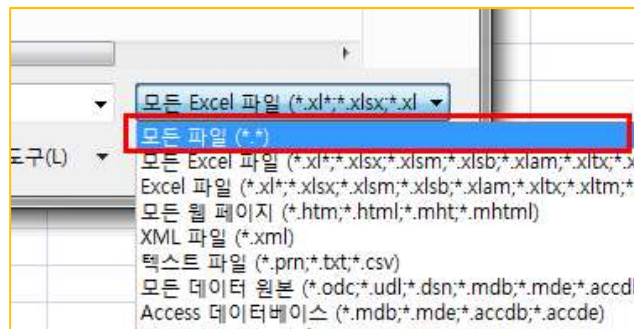 모든 Excel 파일 (*.xl*;*.xlsx;*.xl
모든 파일 (*.*)
도구(L)
모든 Excel 파일 (*.xl*;*.xlsx;*.xlsm;*.xlsb;*.xlam;*.xltx;*.x
Excel 파일 (*.xl*;*.xlsx;*.xlsm;*.xlsb;*.xlam;*.xltx;*.xltm;*
모든 웹 페이지 (*.htm;*.html;*.mht;*.mhtml)
XML 파일 (*.xml)
텍스트 파일 (*.prn;*.txt;*.csv)
모든 데이터 원본 (*.odc;*.udl;*.dsn;*.mdb;*.mde;*.accdb
Access 데이터베이스 (*.mdb;*.mde;*.accdb;*.accde)